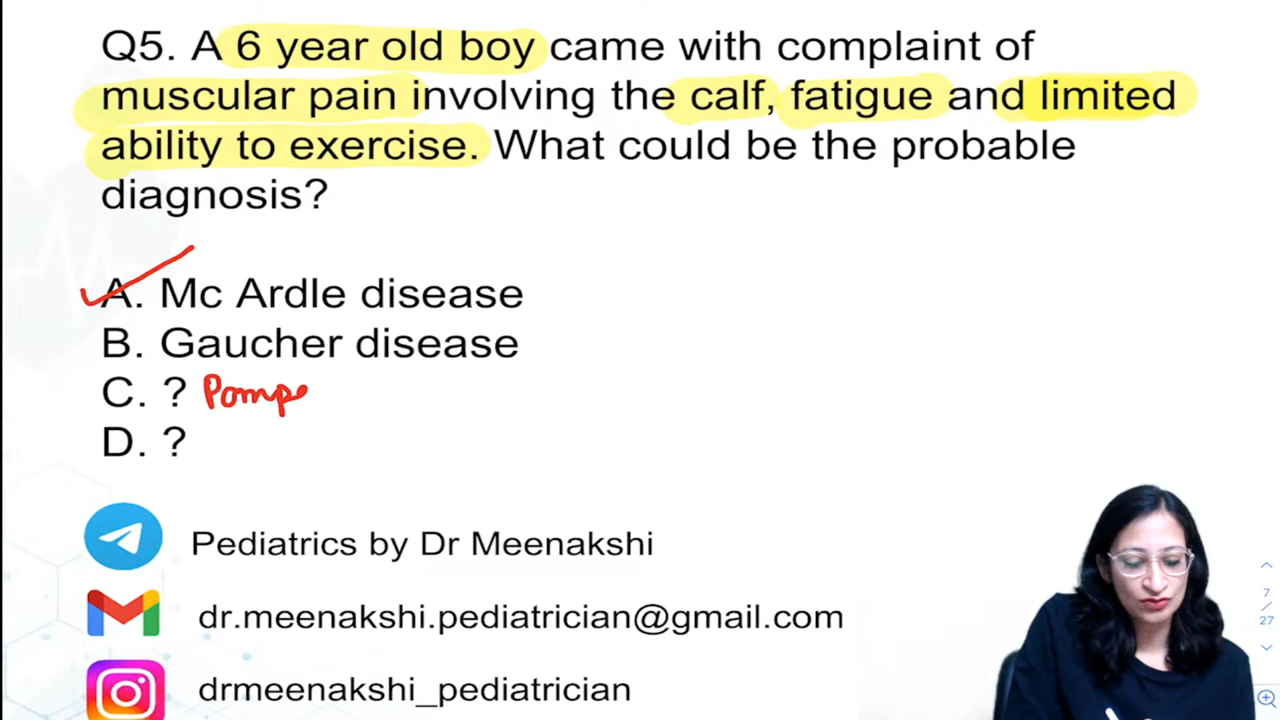 Q5. A 6 year old boy came with complaint of
muscular pain involving the calf, fatigue and limited
ability to exercise. What could be the probable
diagnosis?
A. Mc Ardle disease
B. Gaucher disease
C. ? Pompe
D. ?
Pediatrics by Dr Meenakshi
dr.meenakshi.pediatrician@gmail.com
drmeenakshi_pediatrician
7
/
27